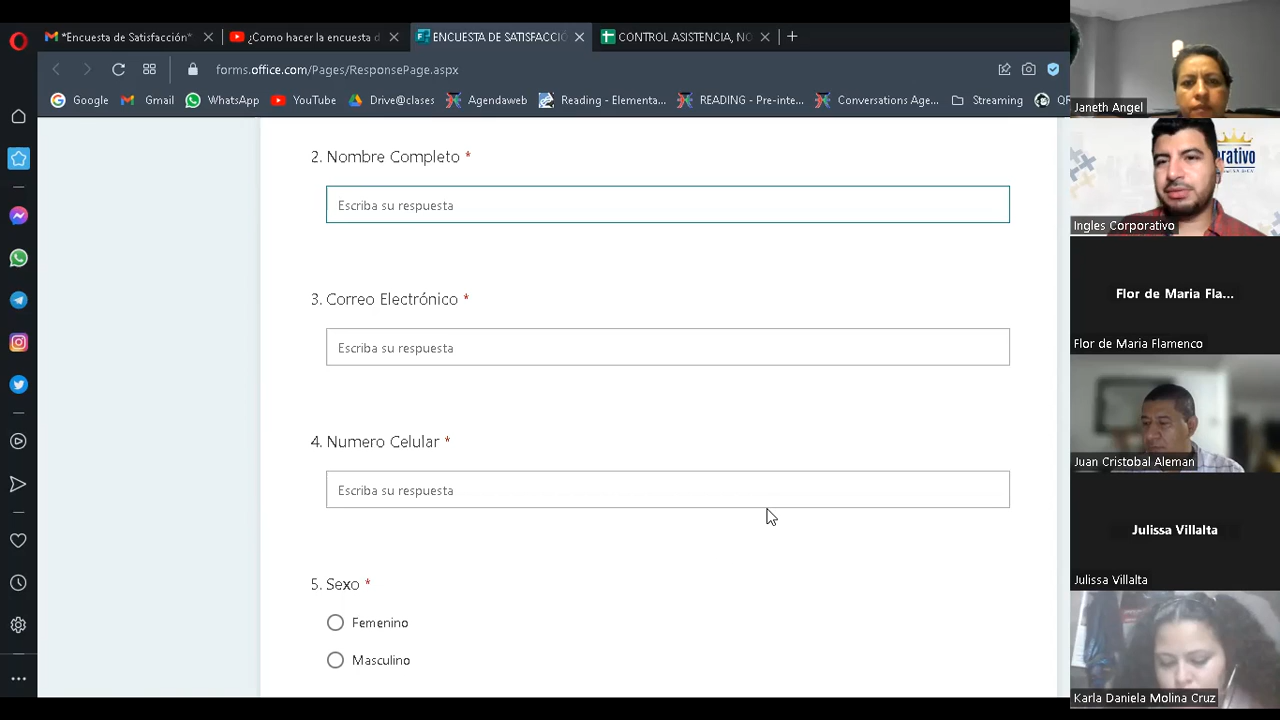 *Encuesta de Satisfacción*
¿Como hacer la encuesta d
ENCUESTA DE SATISFACCIÓ
CONTROL ASISTENCIA, NO
forms.office.com/Pages/ResponsePage.aspx
Google
Gmail
WhatsApp
YouTube
Drive@clases
Agendaweb
Reading - Elementa...
READING - Pre-inte...
Conversations Age...
Streaming
QR
2. Nombre Completo *
Escriba su respuesta
3. Correo Electrónico *
Escriba su respuesta
4. Numero Celular *
Escriba su respuesta
5. Sexo *
Femenino
Masculino
Janeth Angel
Ingles Corporativo
Flor de Maria Fla...
Flor de Maria Flamenco
Juan Cristobal Aleman
Julissa Villalta
Julissa Villalta
Karla Daniela Molina Cruz